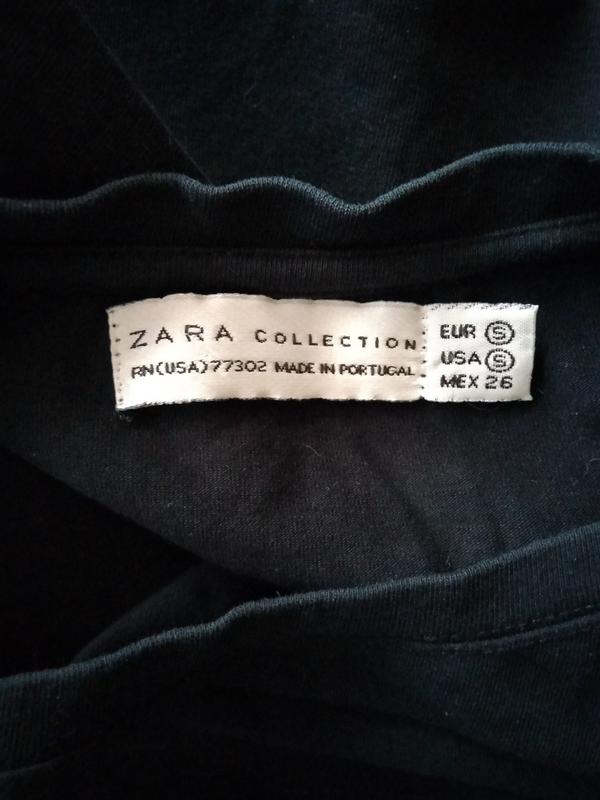 ZARA COLLECTION
RN(USA)77302 MADE IN PORTUGAL
EUR S
USA S
MEX 26